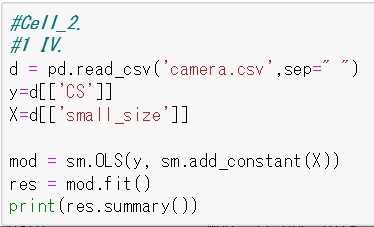 #Cell_2.
#1 IV.
d = pd.read_csv('camera.csv',sep=" ")
y=d[['CS']]
X=d[['small_size']]
mod = sm.OLS(y, sm.add_constant(X))
res = mod.fit()
print(res.summary())